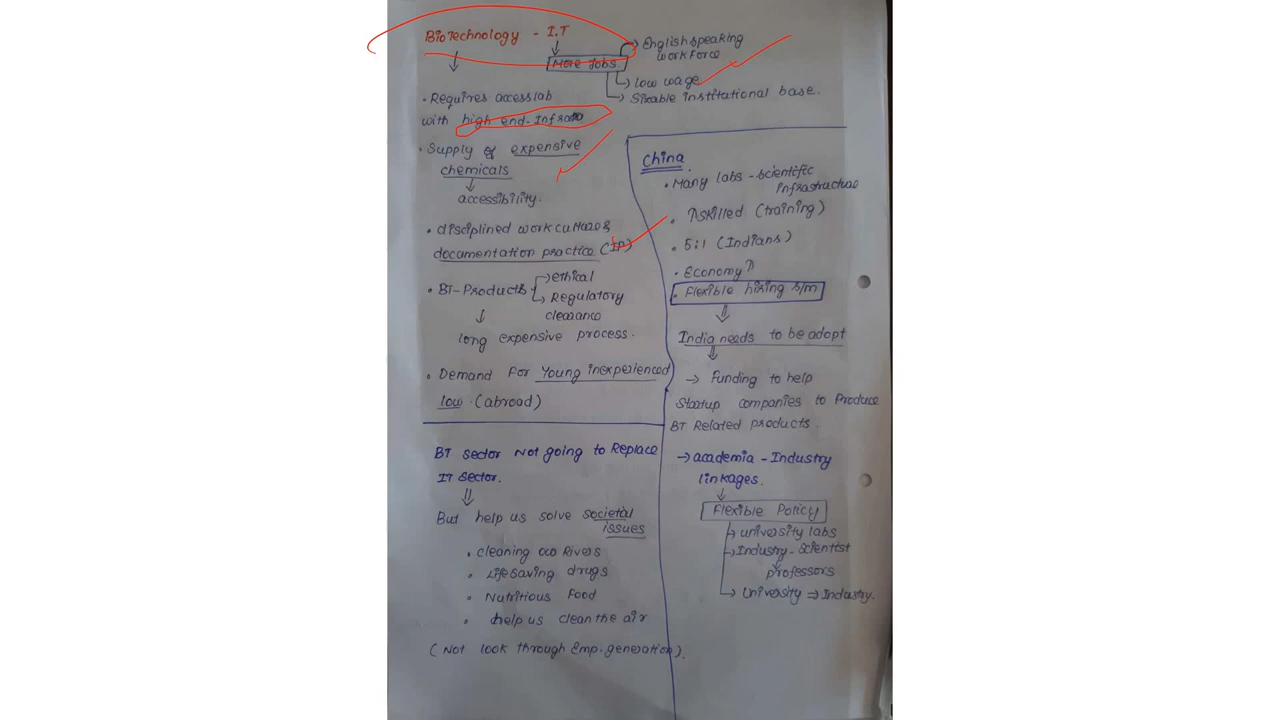 BioTechnology - I.T
More Jobs
English speaking
workforce
low wage
Sizable institutional base.
• Requires access lab
with high end-Infra
• Supply of expensive
chemicals
accessibility.
• disciplined work culture &
documentation practice (IP)
• BT-Products
ethical
Regulatory
clearance
long expensive process.
• Demand For Young inexperienced
low (abroad)
BT sector Not going to Replace
IT Sector.
But help us solve societal
issues
• cleaning our Rivers
• Life Saving drugs
• Nutritious Food
• help us clean the air
(Not look through Emp. generation).
China
• Many labs - scientific
infrastructure
• ↑skilled (training)
• 5:1 (Indians)
• Economy↑
• Flexible hiring s/m
India needs to be adopt
→ Funding to help
Startup companies to Produce
BT Related products.
→ academia - Industry
linkages.
Flexible Policy
→ university labs
→ Industry - scientist
professors
→ University ⇒ Industry.